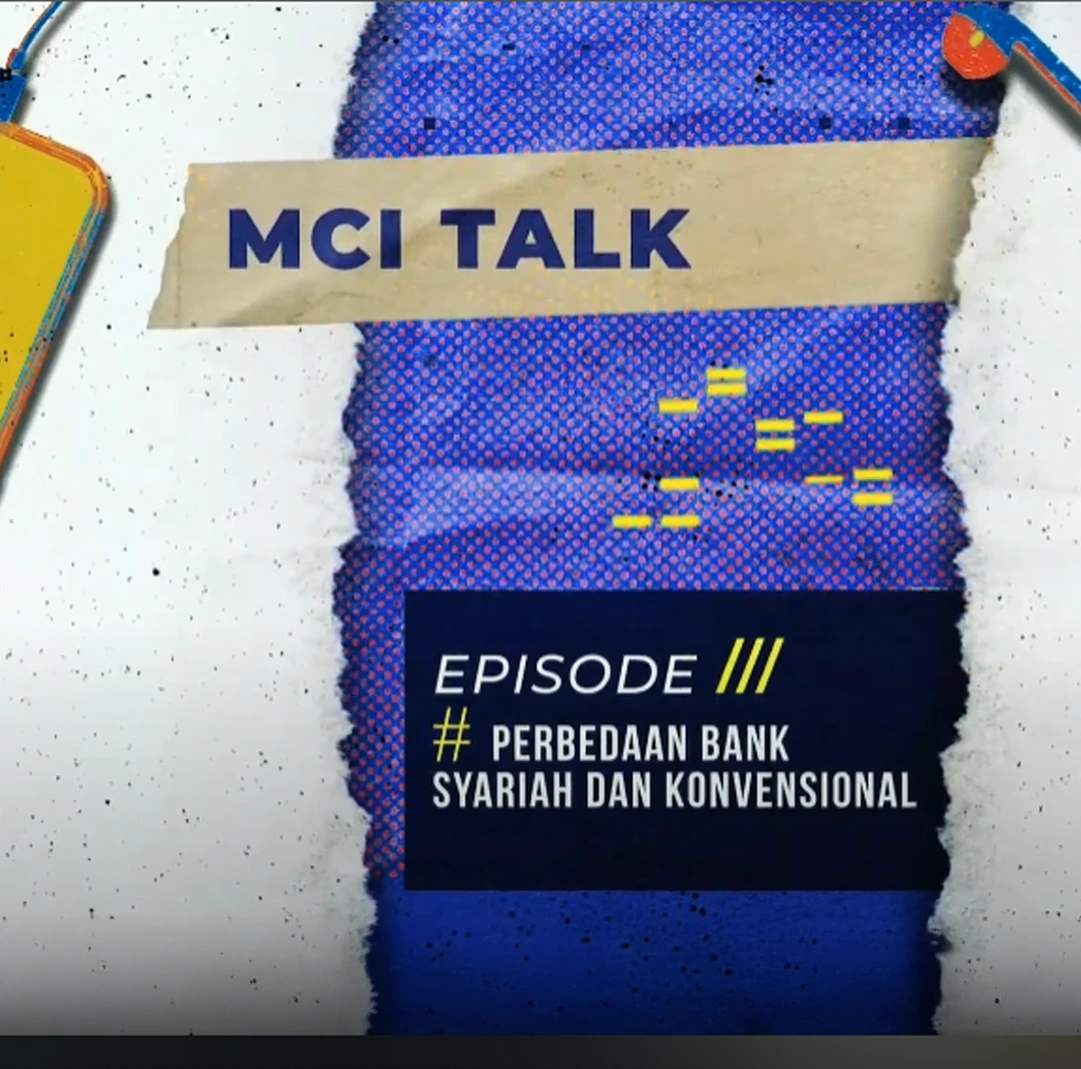 MCI TALK
EPISODE ///
# PERBEDAAN BANK
SYARIAH DAN KONVENSIONAL